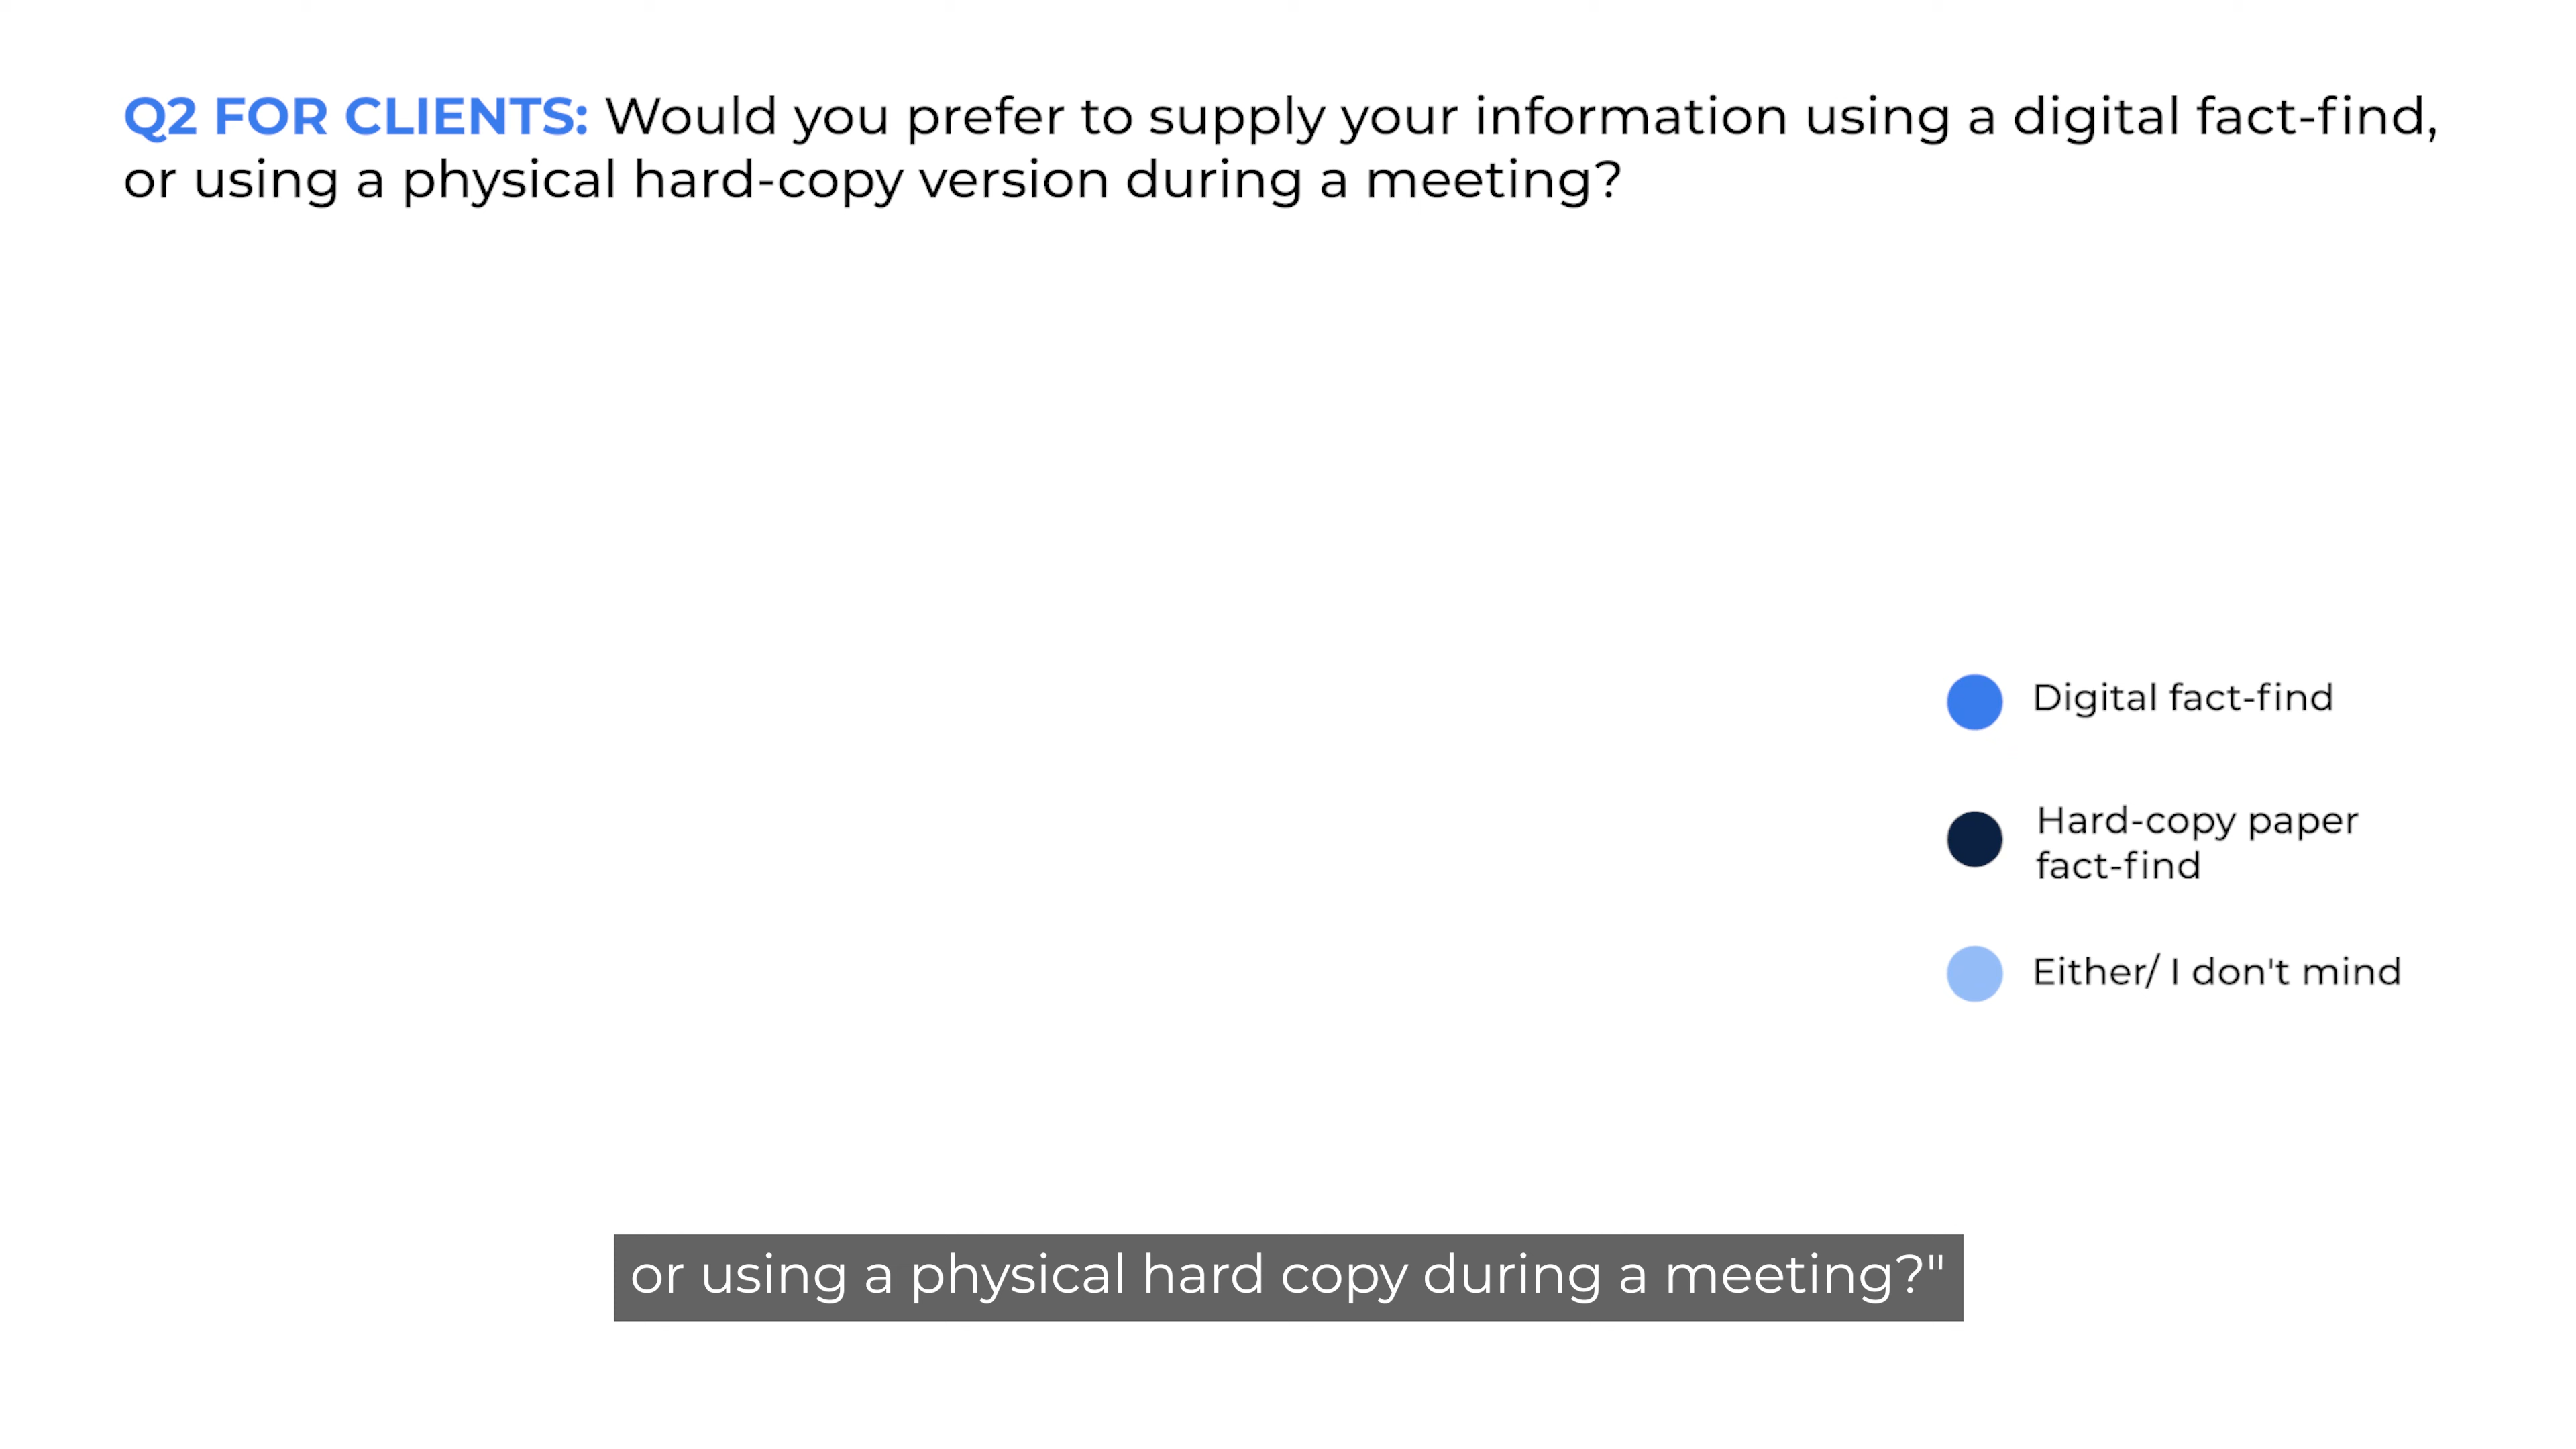 Q2 FOR CLIENTS: Would you prefer to supply your information using a digital fact-find,
or using a physical hard-copy version during a meeting?
Digital fact-find
Hard-copy paper
fact-find
Either/ I don't mind
or using a physical hard copy during a meeting?"